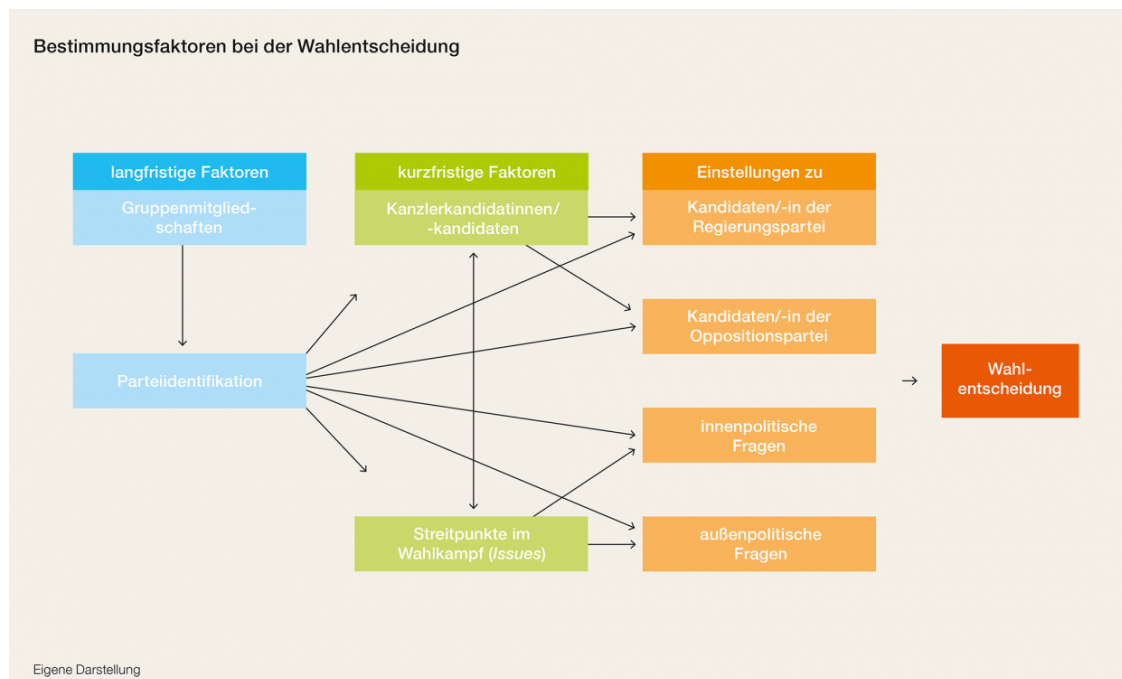 Bestimmungsfaktoren bei der Wahlentscheidung
langfristige Faktoren
Gruppenmitglied-
schaften
Parteiidentifikation
kurzfristige Faktoren
Kanzlerkandidatinnen/
-kandidaten
Streitpunkte im
Wahlkampf (Issues)
Einstellungen zu
Kandidaten/-in der
Regierungspartei
Kandidaten/-in der
Oppositionspartei
innenpolitische
Fragen
außenpolitische
Fragen
Wahl-
entscheidung
Eigene Darstellung